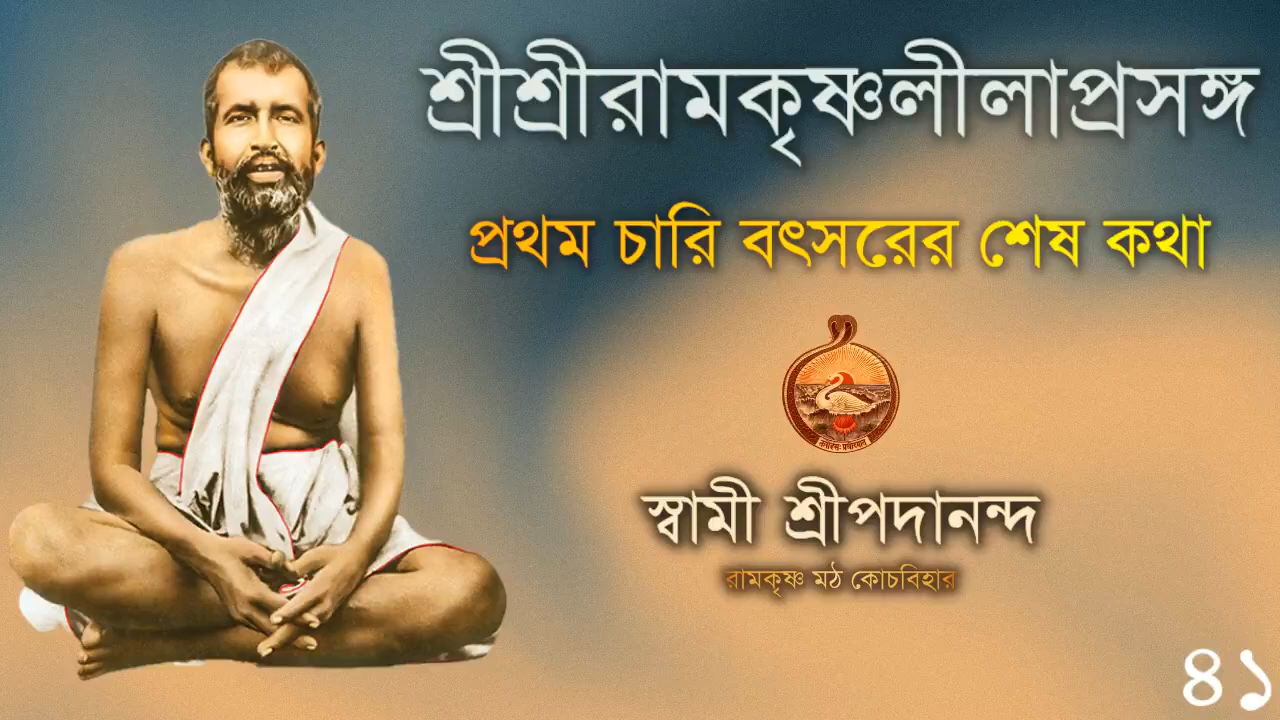 শ্রীশ্রীরামকৃষ্ণলীলাপ্রসঙ্গ
প্রথম চারি বৎসরের শেষ কথা
স্বামী শ্রীপদানন্দ
রামকৃষ্ণ মঠ কোচবিহার
৪১